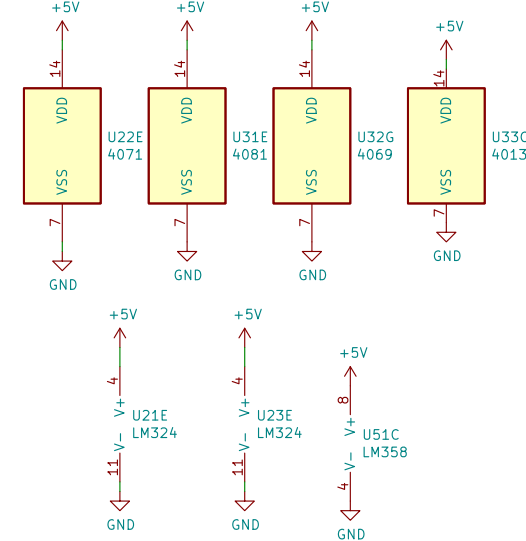 +5V
+5V
+5V
+5V
14
14
14
14
VDD
VDD
VDD
VDD
U22E
4071
U31E
4081
U32G
4069
U33C
4013
VSS
VSS
VSS
VSS
7
7
7
7
GND
GND
GND
GND
+5V
+5V
+5V
4
4
8
V+
V+
V+
U21E
LM324
U23E
LM324
U51C
LM358
V-
V-
V-
11
11
4
GND
GND
GND